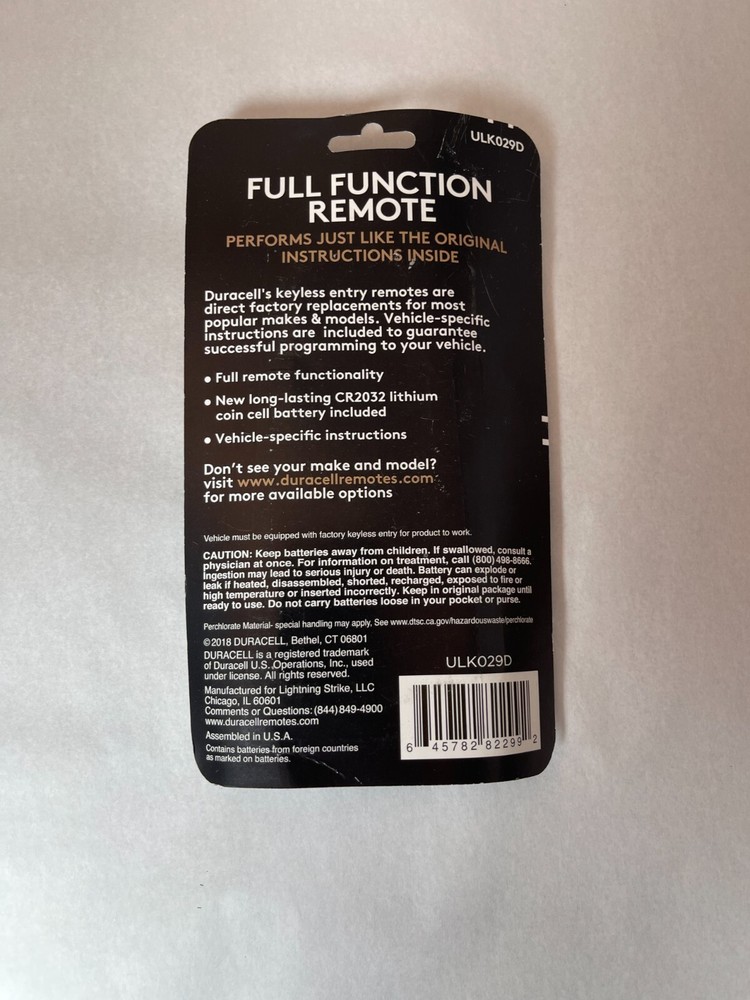 ULK029D
FULL FUNCTION
REMOTE
PERFORMS JUST LIKE THE ORIGINAL
INSTRUCTIONS INSIDE
Duracell's keyless entry remotes are
direct factory replacements for most
popular makes & models. Vehicle-specific
instructions are included to guarantee
successful programming to your vehicle.
• Full remote functionality
• New long-lasting CR2032 lithium
coin cell battery included
• Vehicle-specific instructions
Don't see your make and model?
visit www.duracellremotes.com
for more available options
Vehicle must be equipped with factory keyless entry for product to work.
CAUTION: Keep batteries away from children. If swallowed, consult a
physician at once. For information on treatment, call (800) 498-8666.
Ingestion may lead to serious injury or death. Battery can explode or
leak if heated, disassembled, shorted, recharged, exposed to fire or
high temperature or inserted incorrectly. Keep in original package until
ready to use. Do not carry batteries loose in your pocket or purse.
Perchlorate Material- special handling may apply, See www.dtsc.ca.gov/hazardouswaste/perchlorate
©2018 DURACELL, Bethel, CT 06801
DURACELL is a registered trademark
of Duracell U.S. Operations, Inc., used
under license. All rights reserved.
Manufactured for Lightning Strike, LLC
Chicago, IL 60601
Comments or Questions: (844) 849-4900
www.duracellremotes.com
Assembled in U.S.A.
Contains batteries from foreign countries
as marked on batteries.
ULK029D
6 45782 82299 2